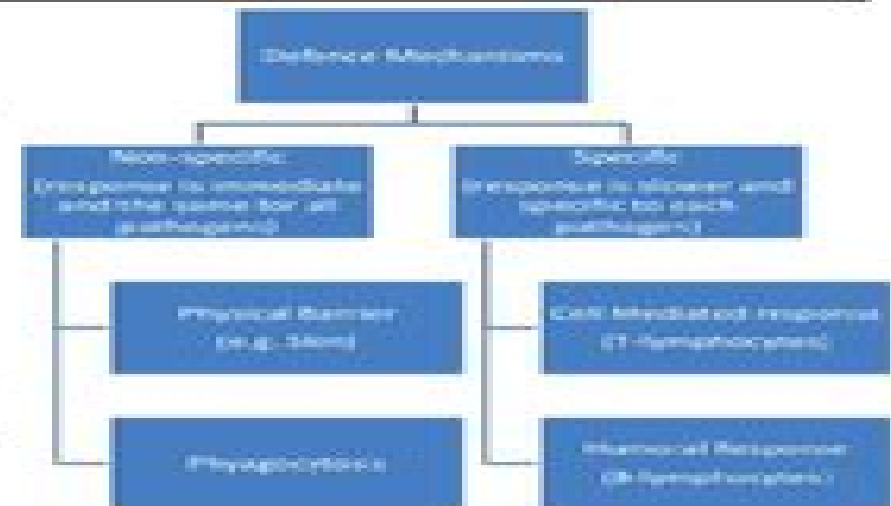 Defence Mechanisms
Non-specific
(response is immediate
and the same for all
pathogens)
Specific
(response is slower and
specific to each
pathogen)
Physical Barrier
(e.g. Skin)
Cell Mediated response
(T-lymphocytes)
Phyagocytosis
Humoral Response
(B-lymphocytes)